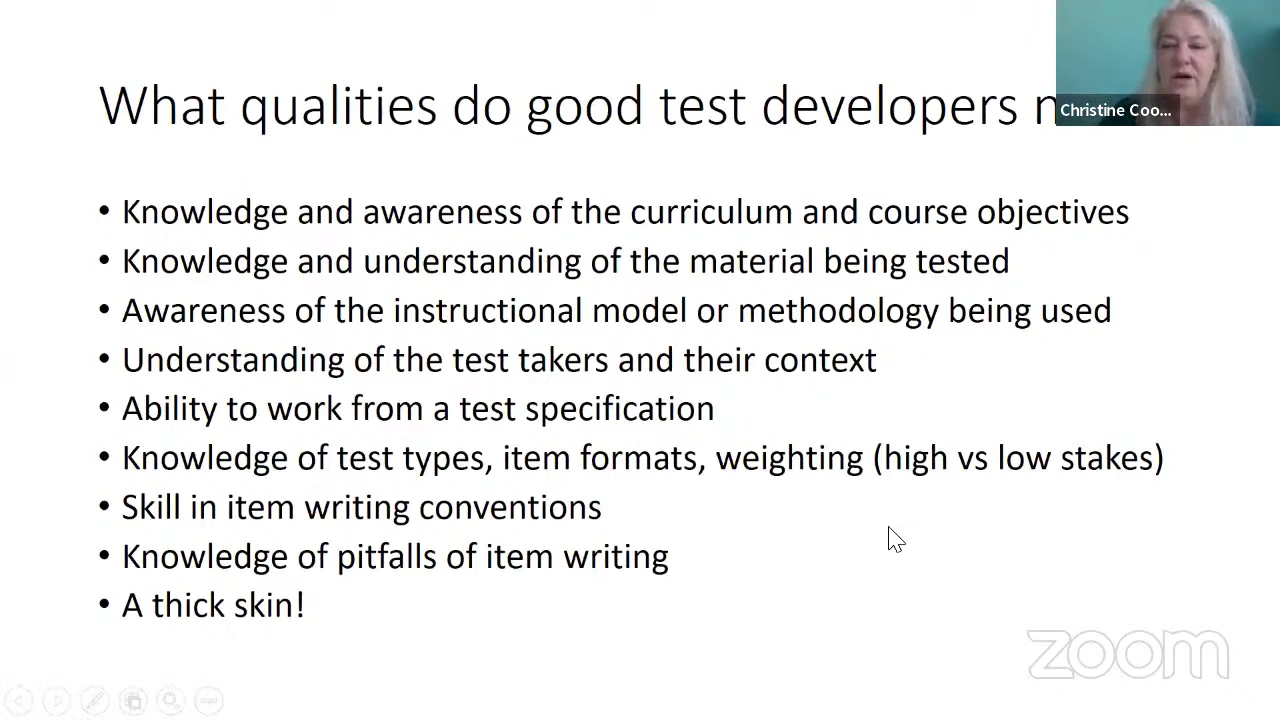 What qualities do good test developers
Christine Coo...
• Knowledge and awareness of the curriculum and course objectives
• Knowledge and understanding of the material being tested
• Awareness of the instructional model or methodology being used
• Understanding of the test takers and their context
• Ability to work from a test specification
• Knowledge of test types, item formats, weighting (high vs low stakes)
• Skill in item writing conventions
• Knowledge of pitfalls of item writing
• A thick skin!
zoom